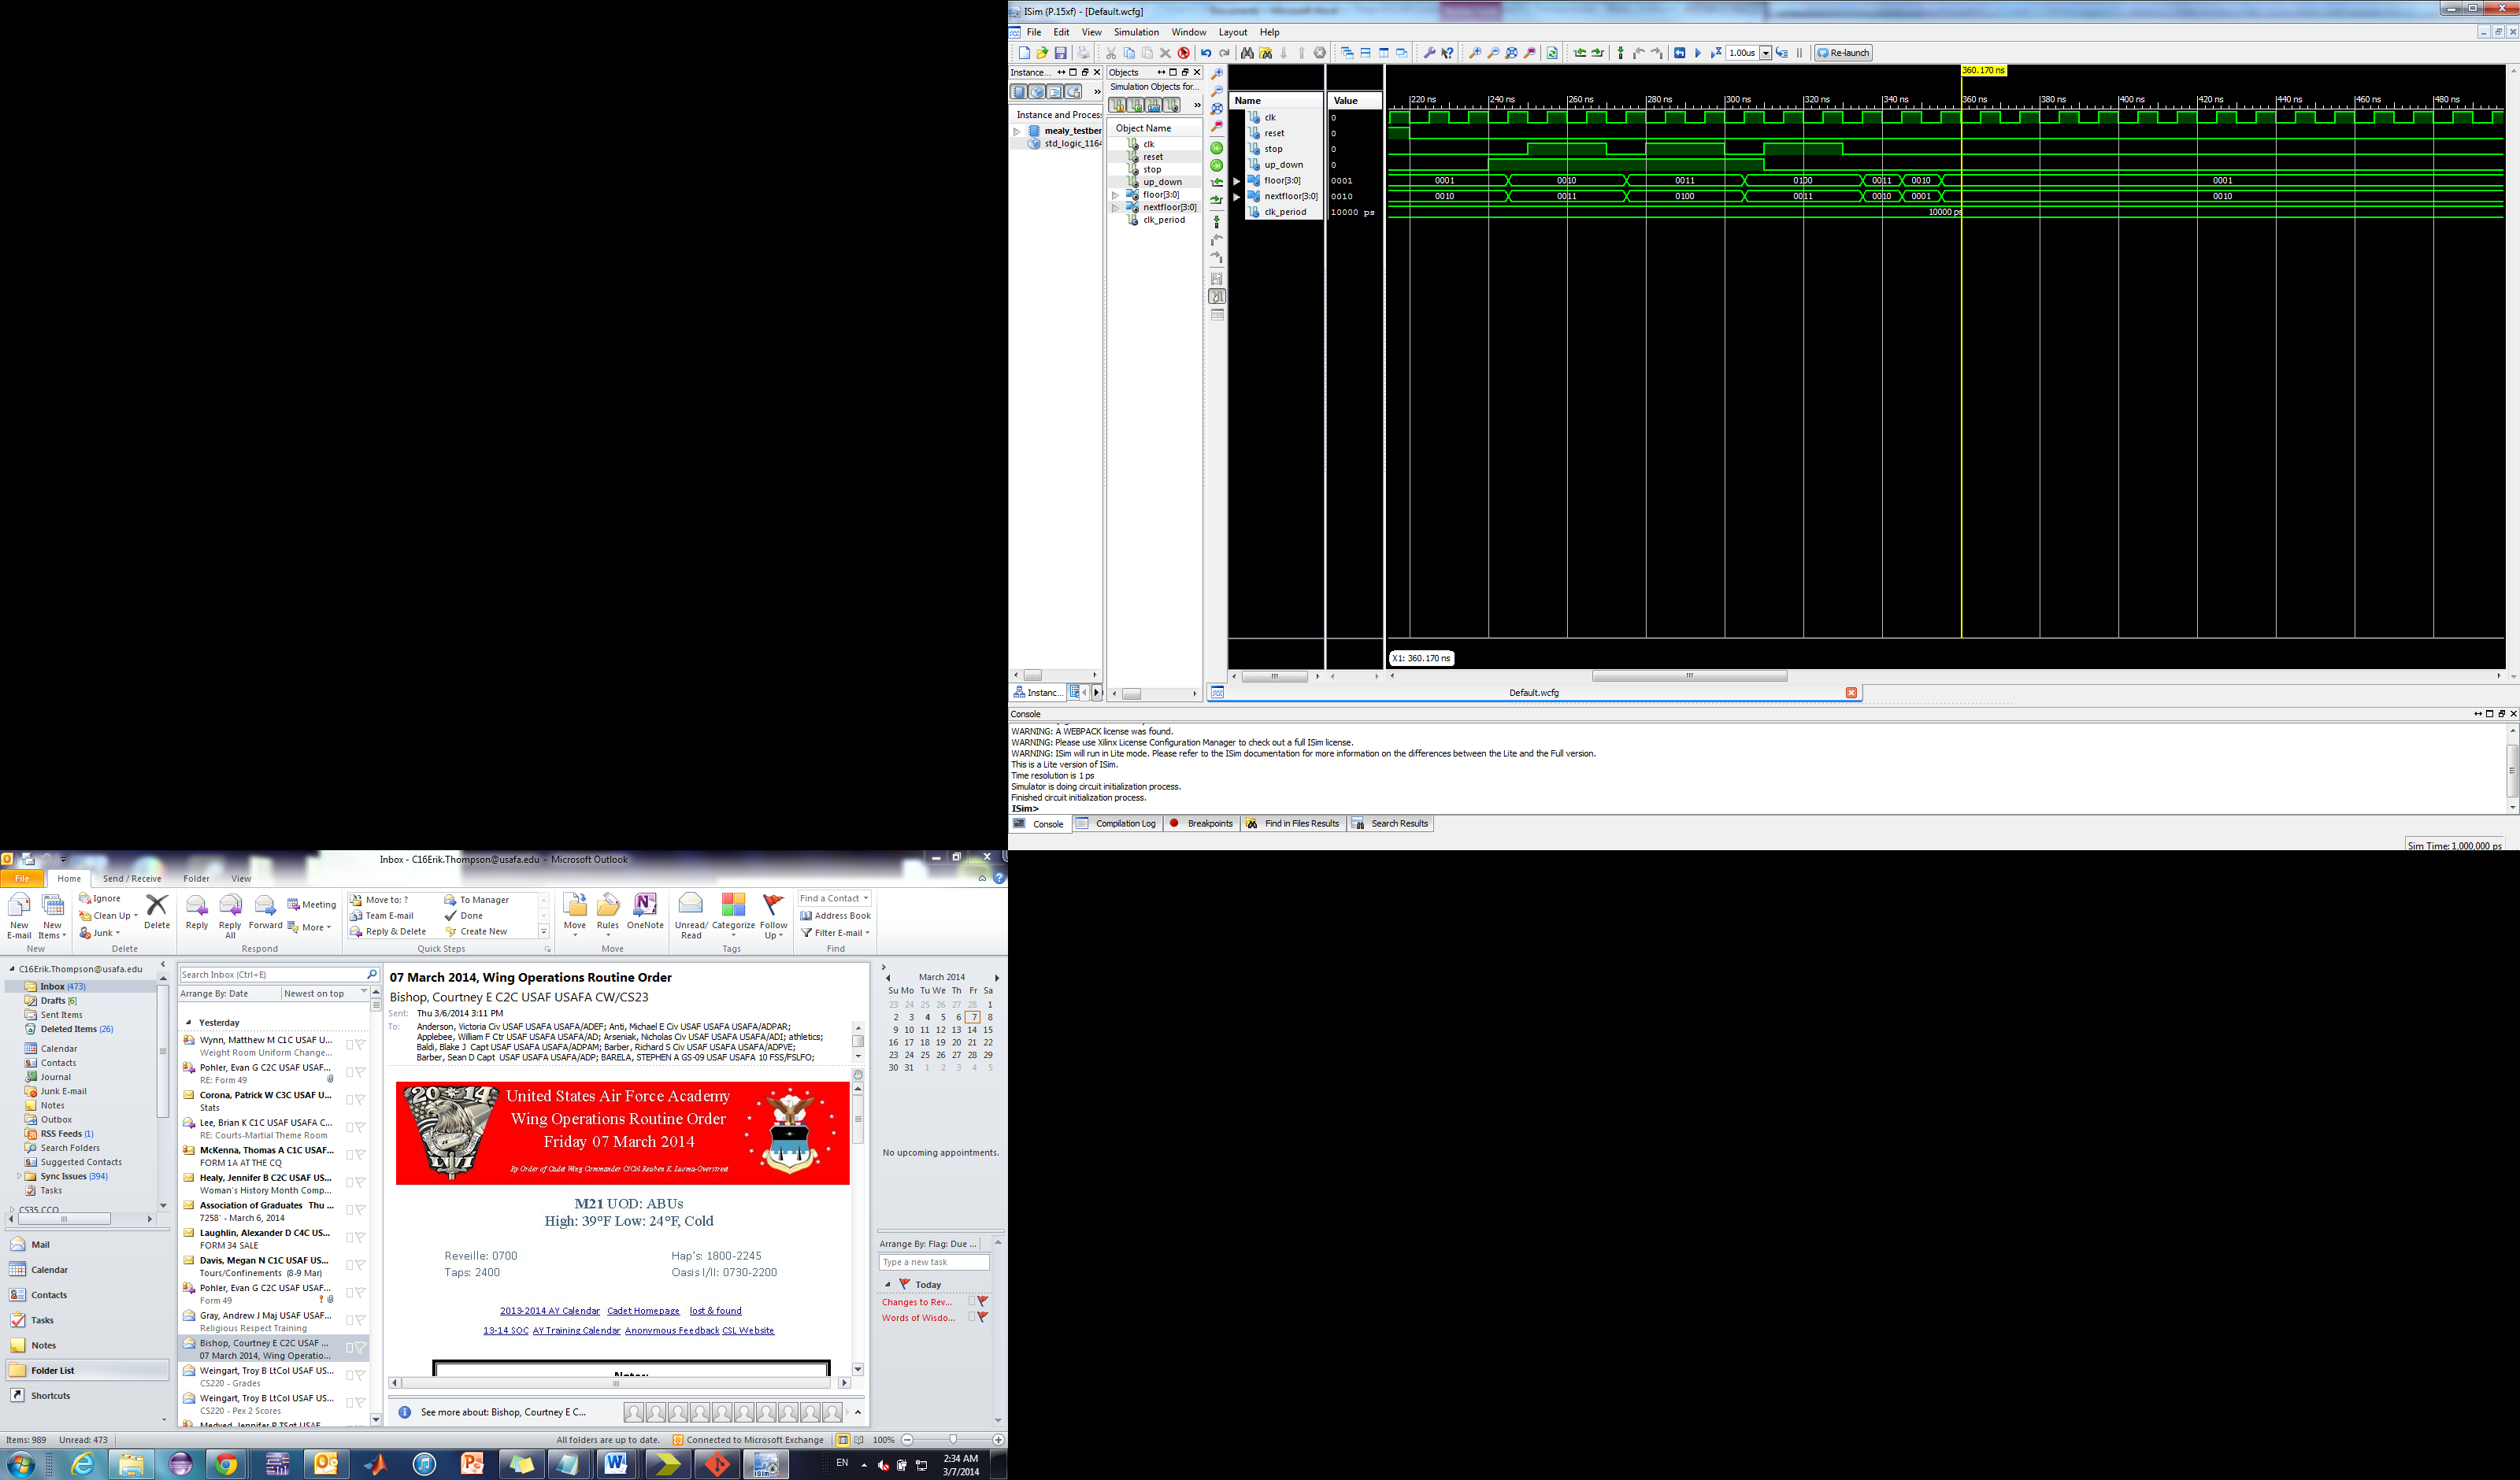 ISim (P.15xf) - [Default.wcfg]
File Edit View Simulation Window Layout Help
1.00us Re-launch
Instance... Objects
Simulation Objects for...
Instance and Process
mealy_testben
std_logic_1164
Object Name
clk
reset
stop
up_down
floor[3:0]
nextfloor[3:0]
clk_period
Name Value
clk 0
reset 0
stop 0
up_down 0
floor[3:0] 0001
nextfloor[3:0] 0010
clk_period 10000 ps
360.170 ns
220 ns 240 ns 260 ns 280 ns 300 ns 320 ns 340 ns 360 ns 380 ns 400 ns 420 ns 440 ns 460 ns 480 ns
0001 0010 0011 0100 0011 0010 0001
0010 0011 0100 0011 0010 0001 0010
10000 ps
X1: 360.170 ns
Instanc... Default.wcfg
Console
WARNING: A WEBPACK license was found.
WARNING: Please use Xilinx License Configuration Manager to check out a full ISim license.
WARNING: ISim will run in Lite mode. Please refer to the ISim documentation for more information on the differences between the Lite and the Full version.
This is a Lite version of ISim.
Time resolution is 1 ps
Simulator is doing circuit initialization process.
Finished circuit initialization process.
ISim>
Console Compilation Log Breakpoints Find in Files Results Search Results
Sim Time: 1,000,000 ps
Inbox - C16Erik.Thompson@usafa.edu - Microsoft Outlook
File Home Send / Receive Folder View
New E-mail New Items Ignore Clean Up Junk Delete Reply Reply All Forward Meeting More
Move to: ? To Manager
Team E-mail Done
Reply & Delete Create New
Move Rules OneNote Unread/ Read Categorize Follow Up
Find a Contact
Address Book
Filter E-mail
New Delete Respond Quick Steps Move Tags Find
C16Erik.Thompson@usafa.edu
Inbox (473)
Drafts [6]
Sent Items
Deleted Items (26)
Calendar
Contacts
Journal
Junk E-mail
Notes
Outbox
RSS Feeds (1)
Search Folders
Suggested Contacts
Sync Issues (394)
Tasks
CS35.CCQ
Mail
Calendar
Contacts
Tasks
Notes
Folder List
Shortcuts
Search Inbox (Ctrl+E)
Arrange By: Date Newest on top
Yesterday
Wynn, Matthew M C1C USAF U...
Weight Room Uniform Change...
Pohler, Evan G C2C USAF USAF...
RE: Form 49
Corona, Patrick W C3C USAF U...
Stats
Lee, Brian K C1C USAF USAFA C...
RE: Courts-Martial Theme Room
McKenna, Thomas A C1C USAF...
FORM 1A AT THE CQ
Healy, Jennifer B C2C USAF US...
Woman's History Month Comp...
Association of Graduates Thu ...
7258` - March 6, 2014
Laughlin, Alexander D C4C US...
FORM 34 SALE
Davis, Megan N C1C USAF US...
Tours/Confinements (8-9 Mar)
Pohler, Evan G C2C USAF USAF...
Form 49
Gray, Andrew J Maj USAF USAF...
Religious Respect Training
Bishop, Courtney E C2C USAF ...
07 March 2014, Wing Operatio...
Weingart, Troy B LtCol USAF US...
CS220 - Grades
Weingart, Troy B LtCol USAF US...
CS220 - Pex 2 Scores
Medved, Jennifer R TSgt USAF
07 March 2014, Wing Operations Routine Order
Bishop, Courtney E C2C USAF USAFA CW/CS23
Sent: Thu 3/6/2014 3:11 PM
To: Anderson, Victoria Civ USAF USAFA USAFA/ADEF; Anti, Michael E Civ USAF USAFA USAFA/ADPAR;
Applebee, William F Ctr USAF USAFA USAFA/AD; Arseniak, Nicholas Civ USAF USAFA USAFA/ADI; athletics;
Baldi, Blake J Capt USAF USAFA USAFA/ADPAM; Barber, Richard S Civ USAF USAFA USAFA/ADPVE;
Barber, Sean D Capt USAF USAFA USAFA/ADP; BARELA, STEPHEN A GS-09 USAF USAFA 10 FSS/FSLFO;
2014
United States Air Force Academy
Wing Operations Routine Order
Friday 07 March 2014
By Order of Cadet Wing Commander C/Col Reuben K. Luoma-Overstreet
M21 UOD: ABUs
High: 39°F Low: 24°F, Cold
Reveille: 0700 Hap's: 1800-2245
Taps: 2400 Oasis I/II: 0730-2200
2013-2014 AY Calendar Cadet Homepage lost & found
13-14 SOC AY Training Calendar Anonymous Feedback CSL Website
Notes:
See more about: Bishop, Courtney E C...
March 2014
Su Mo Tu We Th Fr Sa
23 24 25 26 27 28 1
2 3 4 5 6 7 8
9 10 11 12 13 14 15
16 17 18 19 20 21 22
23 24 25 26 27 28 29
30 31 1 2 3 4 5
No upcoming appointments.
Arrange By: Flag: Due ...
Type a new task
Today
Changes to Rev...
Words of Wisdo...
Items: 989 Unread: 473 All folders are up to date. Connected to Microsoft Exchange 100%
EN 2:34 AM
3/7/2014